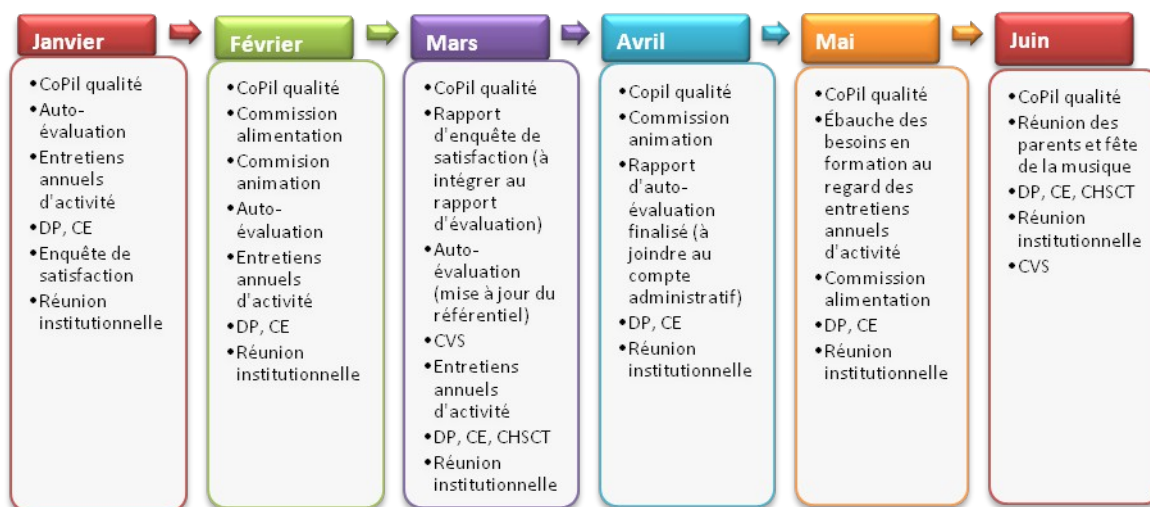 Janvier
• CoPil qualité
• Auto-
évaluation
• Entretiens
annuels
d'activité
• DP, CE
• Enquête de
satisfaction
• Réunion
institutionnelle
Février
• CoPil qualité
• Commission
alimentation
• Commision
animation
• Auto-
évaluation
• Entretiens
annuels
d'activité
• DP, CE
• Réunion
institutionnelle
Mars
• CoPil qualité
• Rapport
d'enquête de
satisfaction (à
intégrer au
rapport
d'évaluation)
• Auto-
évaluation
(mise à jour du
référentiel)
• CVS
• Entretiens
annuels
d'activité
• DP, CE, CHSCT
• Réunion
institutionnelle
Avril
• Copil qualité
• Commission
animation
• Rapport
d'auto-
évaluation
finalisé (à
joindre au
compte
administratif)
• DP, CE
• Réunion
institutionnelle
Mai
• CoPil qualité
• Ébauche des
besoins en
formation au
regard des
entretiens
annuels
d'activité
• Commission
alimentation
• DP, CE
• Réunion
institutionnelle
Juin
• CoPil qualité
• Réunion des
parents et fête
de la musique
• DP, CE, CHSCT
• Réunion
institutionnelle
• CVS